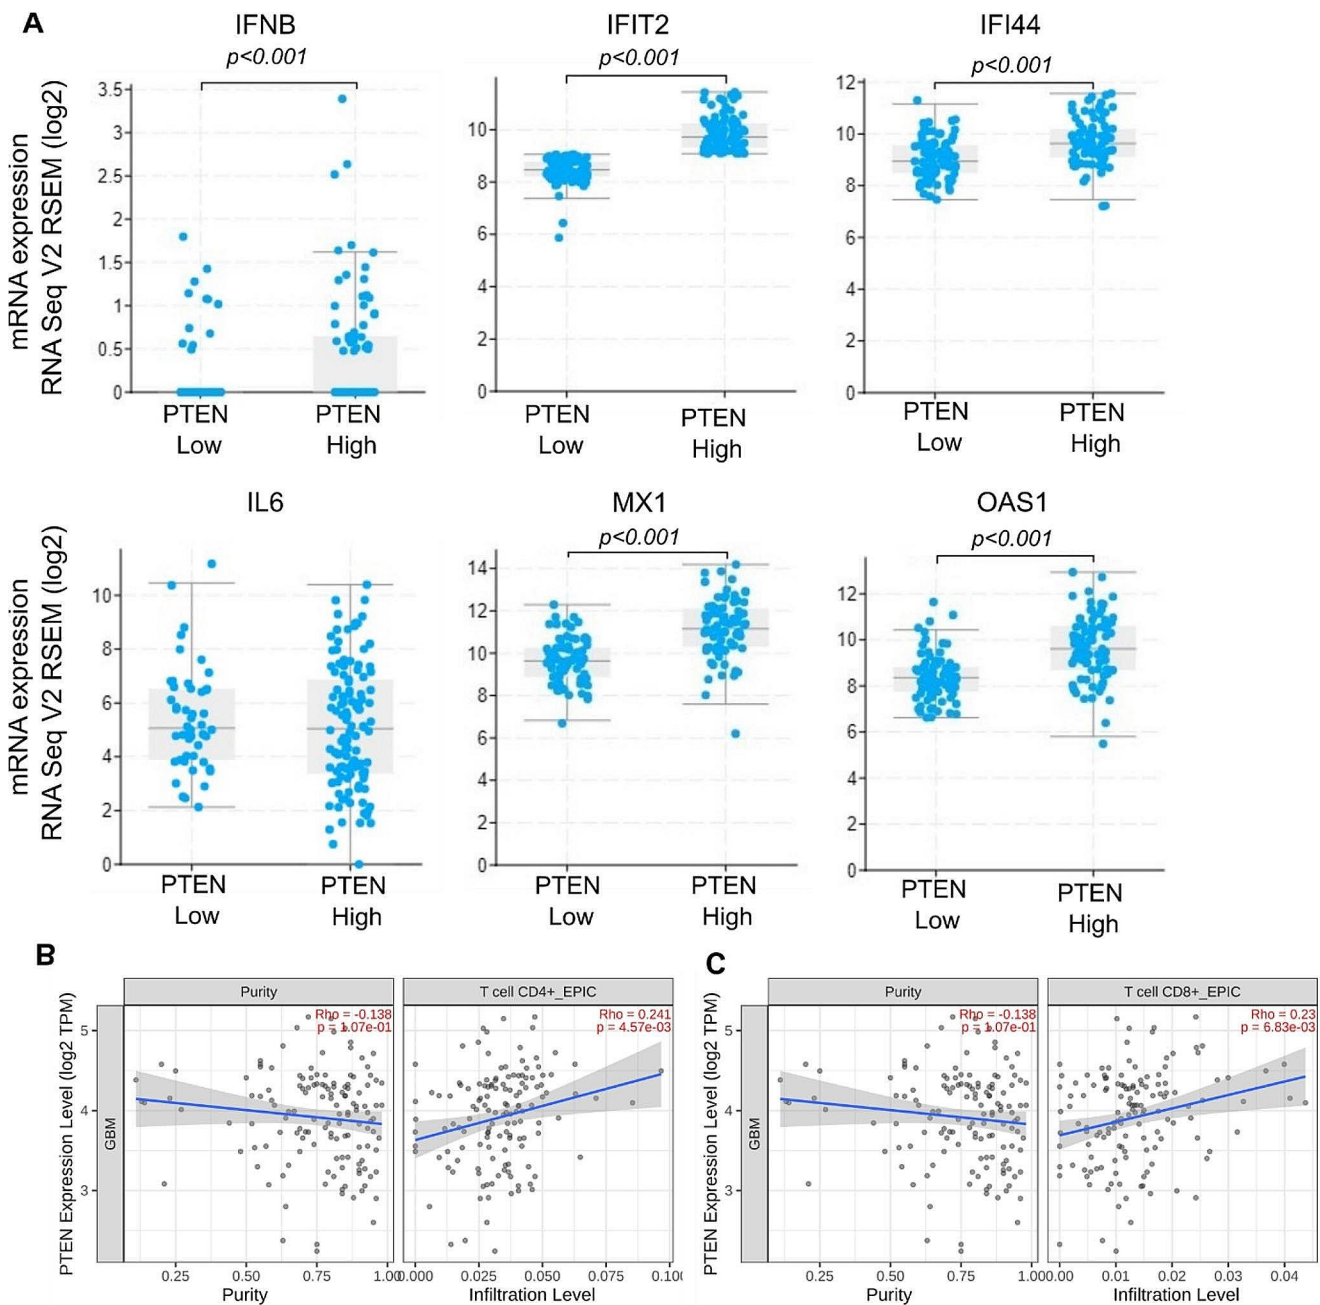 A
IFNB
IFIT2
IFI44
p<0.001
p<0.001
p<0.001
mRNA expression
RNA Seq V2 RSEM (log2)
3.5
3
2.5
2
1.5
1
0.5
0
10
8
6
4
2
0
12
10
8
6
4
2
0
PTEN
Low
PTEN
High
PTEN
Low
PTEN
High
PTEN
Low
PTEN
High
IL6
MX1
OAS1
p<0.001
p<0.001
mRNA expression
RNA Seq V2 RSEM (log2)
10
8
6
4
2
0
14
12
10
8
6
4
2
0
12
10
8
6
4
2
0
PTEN
Low
PTEN
High
PTEN
Low
PTEN
High
PTEN
Low
PTEN
High
B
Purity
T cell CD4+_EPIC
Rho = -0.138
p = 1.07e-01
Rho = 0.241
p = 4.57e-03
PTEN Expression Level (log2 TPM)
GBM
5
4
3
0.25
0.50
0.75
1.00
0.000
0.025
0.050
0.075
Purity
Infiltration Level
C
Purity
T cell CD8+_EPIC
Rho = -0.138
p = 1.07e-01
Rho = 0.23
p = 6.83e-03
PTEN Expression Level (log2 TPM)
GBM
5
4
3
0.25
0.50
0.75
1.00
0.00
0.01
0.02
0.03
0.04
Purity
Infiltration Level